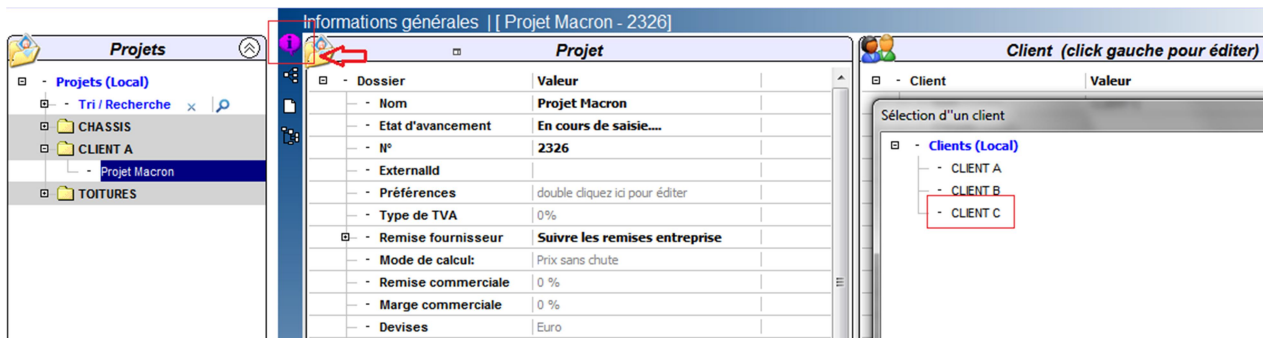 Informations générales | [ Projet Macron - 2326]
Projets
Projets (Local)
Tri / Recherche
CHASSIS
CLIENT A
Projet Macron
TOITURES
Projet
Dossier Valeur
Nom Projet Macron
Etat d'avancement En cours de saisie....
N° 2326
ExternalId
Préférences double cliquez ici pour éditer
Type de TVA 0%
Remise fournisseur Suivre les remises entreprise
Mode de calcul: Prix sans chute
Remise commerciale 0 %
Marge commerciale 0 %
Devises Euro
Client (click gauche pour éditer)
Client Valeur
Sélection d''un client
Clients (Local)
CLIENT A
CLIENT B
CLIENT C